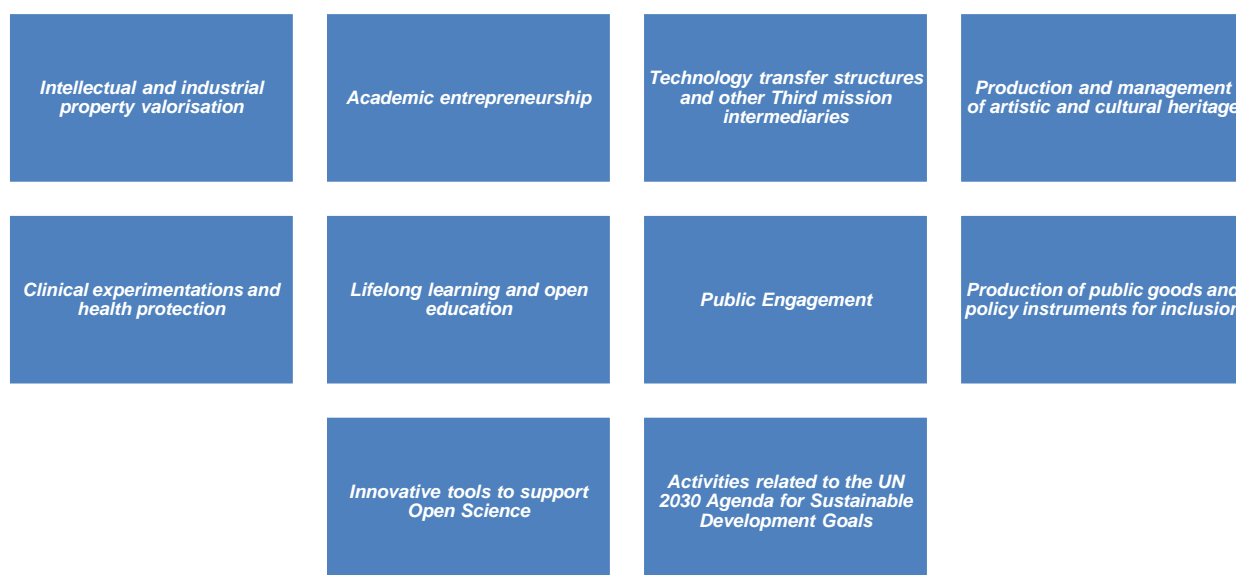 Intellectual and industrial
property valorisation
Academic entrepreneurship
Technology transfer structures
and other Third mission
intermediaries
Production and management
of artistic and cultural heritage
Clinical experimentations and
health protection
Lifelong learning and open
education
Public Engagement
Production of public goods and
policy instruments for inclusion
Innovative tools to support
Open Science
Activities related to the UN
2030 Agenda for Sustainable
Development Goals